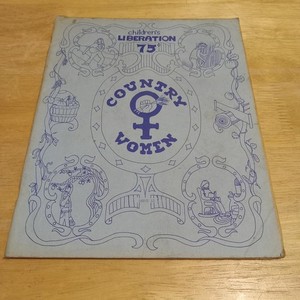 children's
LIBERATION
75¢
COUNTRY
WOMEN